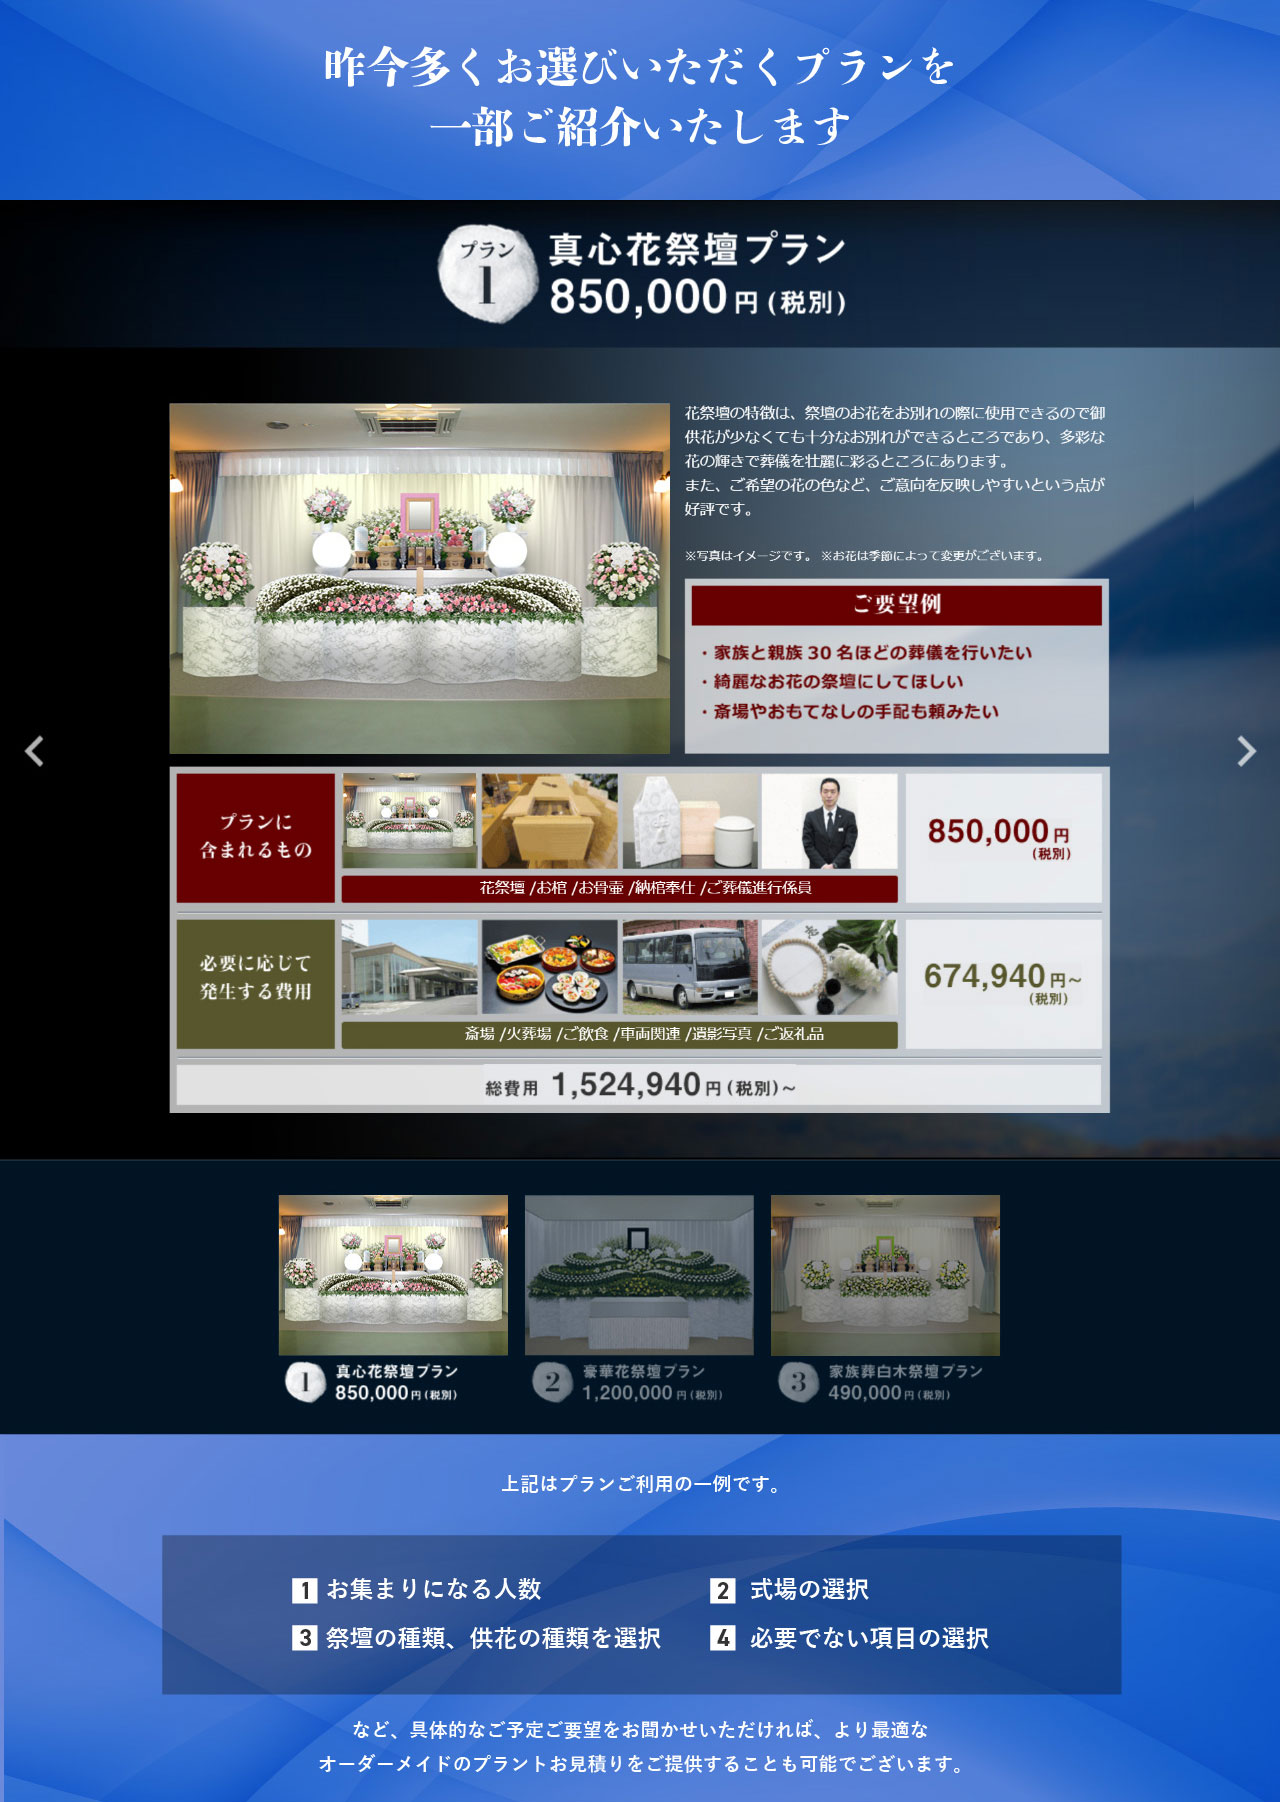 昨今多くお選びいただくプランを
一部ご紹介いたします
プラン
1
真心花祭壇プラン
850,000円(税別)
花祭壇の特徴は、祭壇のお花をお別れの際に使用できるので御
供花が少なくても十分なお別れができるところであり、多彩な
花の輝きで葬儀を壮麗に彩るところにあります。
また、ご希望の花の色など、ご意向を反映しやすいという点が
好評です。
※写真はイメージです。 ※お花は季節によって変更がございます。
ご要望例
・家族と親族30名ほどの葬儀を行いたい
・綺麗なお花の祭壇にしてほしい
・斎場やおもてなしの手配も頼みたい
プランに
含まれるもの
花祭壇 /お棺 /お骨壷 /納棺奉仕 /ご葬儀進行係員
850,000円
(税別)
必要に応じて
発生する費用
斎場 /火葬場 /ご飲食 /車両関連 /遺影写真 /ご返礼品
674,940円~
(税別)
総費用 1,524,940円(税別)~
1 真心花祭壇プラン
850,000円(税別)
2 豪華花祭壇プラン
1,200,000円(税別)
3 家族葬白木祭壇プラン
490,000円(税別)
上記はプランご利用の一例です。
1 お集まりになる人数
2 式場の選択
3 祭壇の種類、供花の種類を選択
4 必要でない項目の選択
など、具体的なご予定ご要望をお聞かせいただければ、より最適な
オーダーメイドのプラントお見積りをご提供することも可能でございます。